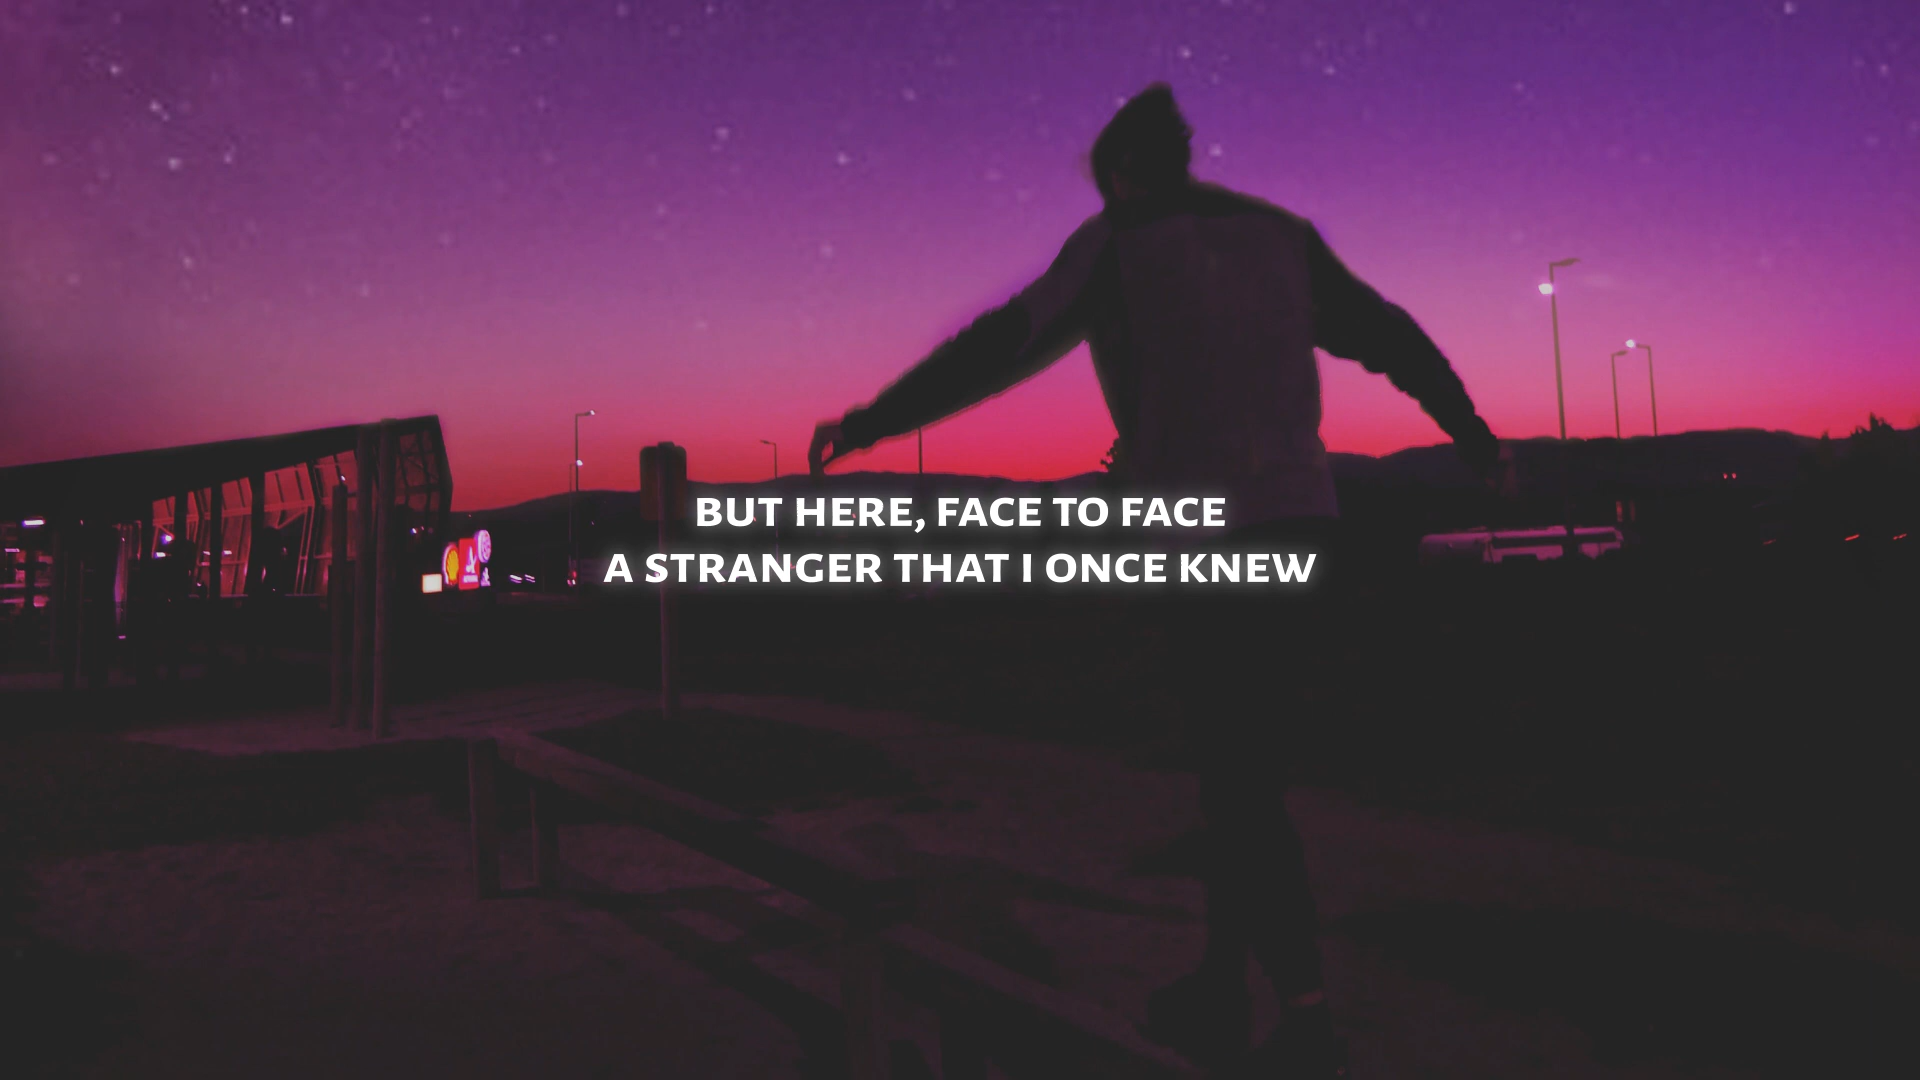 BUT HERE, FACE TO FACE
A STRANGER THAT I ONCE KNEW